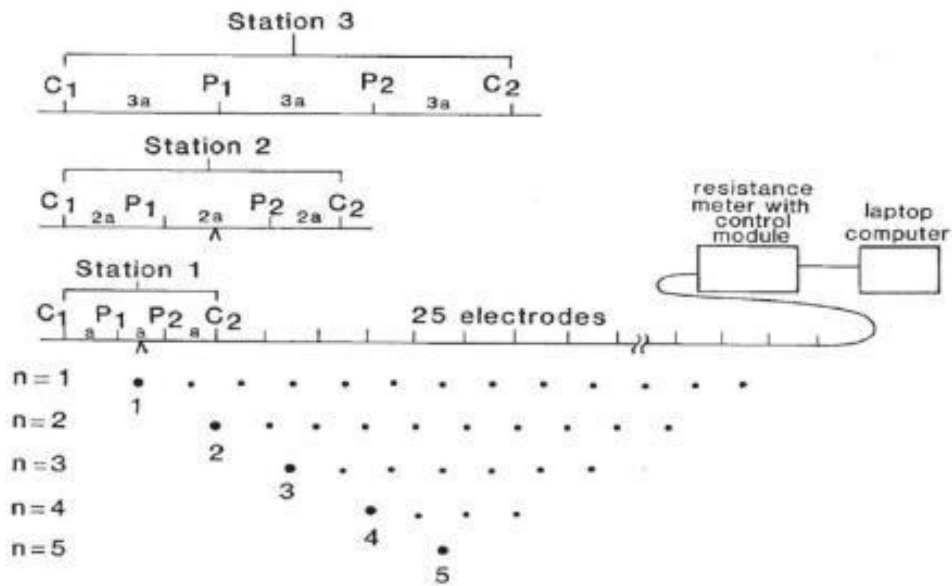 Station 3
C1 P1 P2 C2
3a 3a 3a
Station 2
C1 P1 P2 C2
2a 2a 2a
resistance
meter with
control
module
laptop
computer
Station 1
C1 P1 P2 C2
a a a
25 electrodes
n=1
1
n=2
2
n=3
3
n=4
4
n=5
5